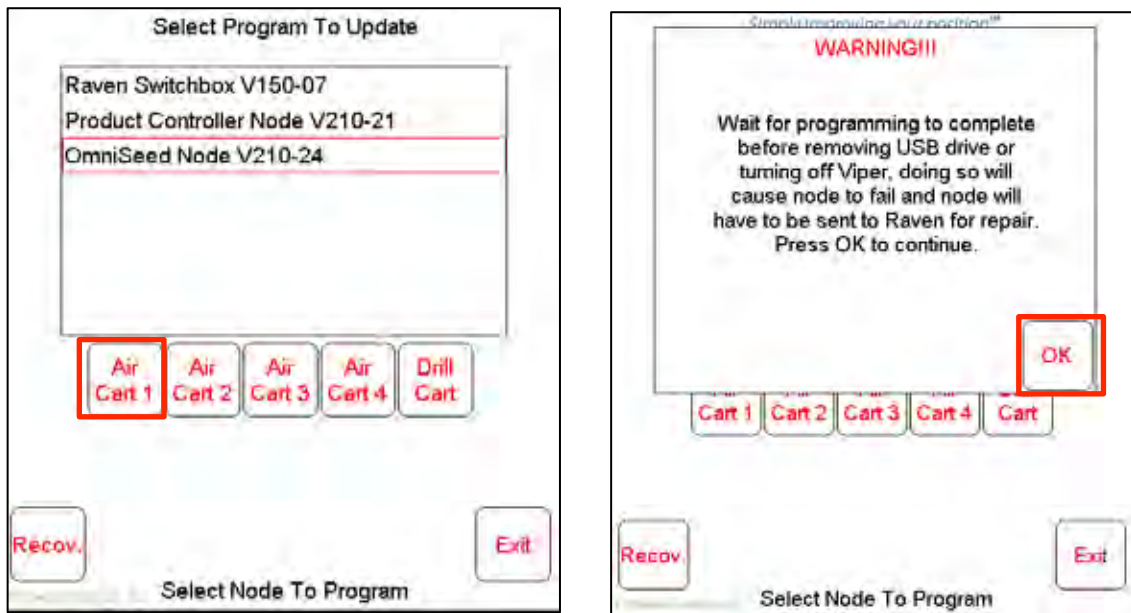 Select Program To Update
Raven Switchbox V150-07
Product Controller Node V210-21
OmniSeed Node V210-24
Air
Cart 1
Air
Cart 2
Air
Cart 3
Air
Cart 4
Drill
Cart
Recov.
Exit
Select Node To Program
Simply improving your position™
WARNING!!!
Wait for programming to complete
before removing USB drive or
turning off Viper, doing so will
cause node to fail and node will
have to be sent to Raven for repair.
Press OK to continue.
OK
Cart 1
Cart 2
Cart 3
Cart 4
Cart
Recov.
Exit
Select Node To Program